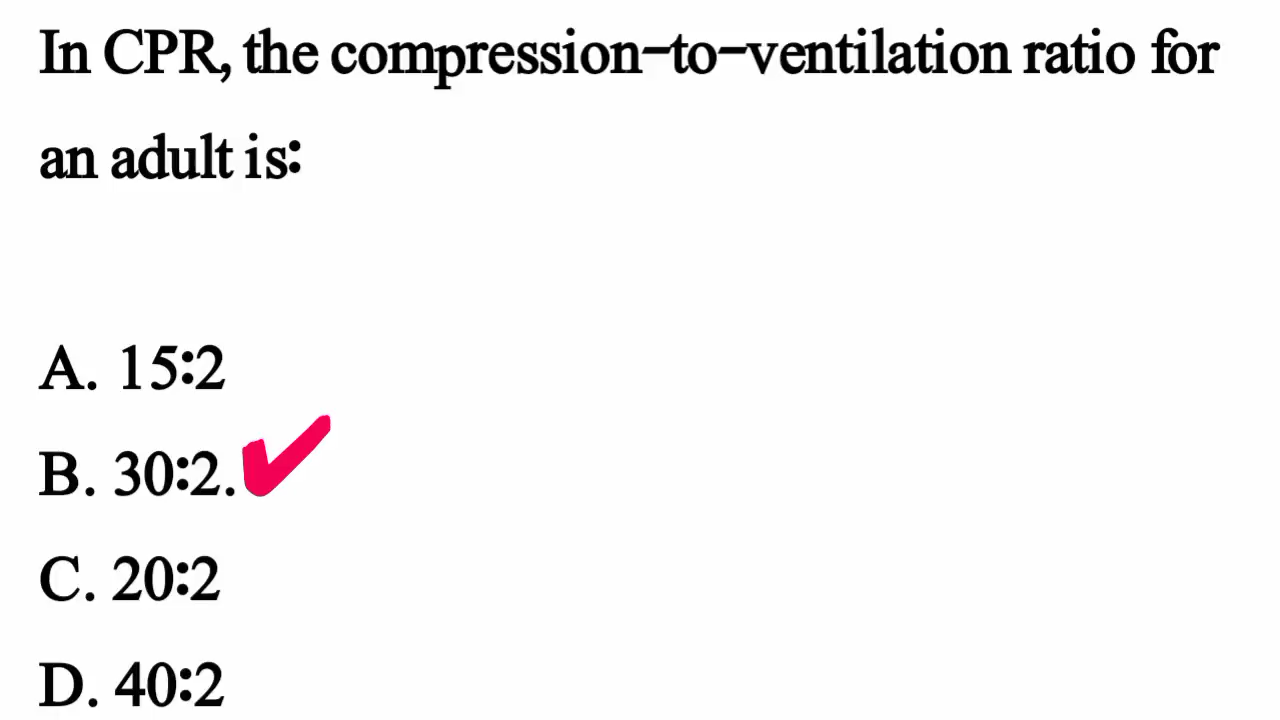 In CPR, the compression-to-ventilation ratio for
an adult is:
A. 15:2
B. 30:2.
C. 20:2
D. 40:2